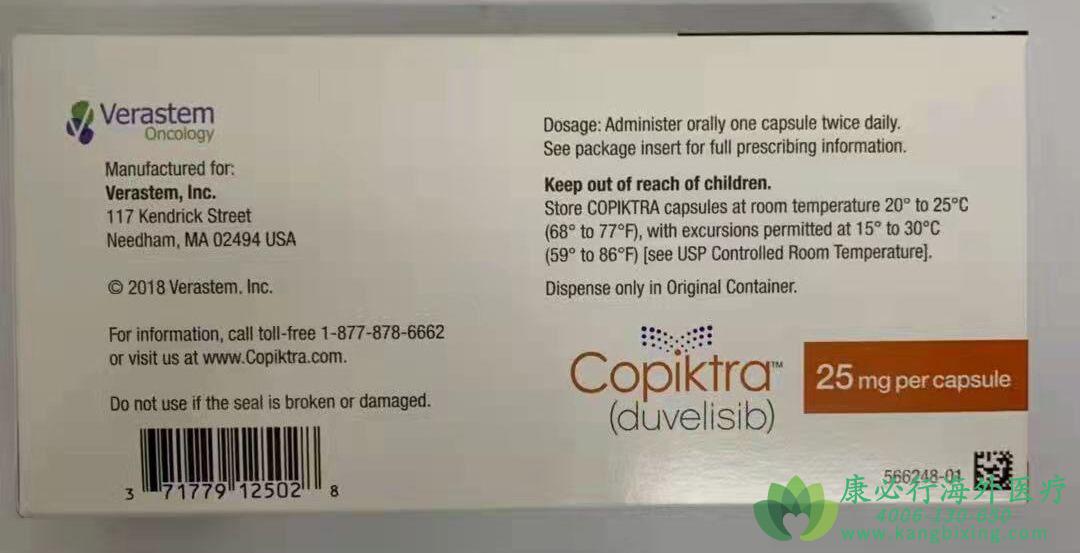 Verastem
Oncology
Manufactured for:
Verastem, Inc.
117 Kendrick Street
Needham, MA 02494 USA
© 2018 Verastem. Inc.
For information, call toll-free 1-877-878-6662
or visit us at www.Copiktra.com.
Do not use if the seal is broken or damaged.
3 71779 12502 8
Dosage: Administer orally one capsule twice daily.
See package insert for full prescribing information.
Keep out of reach of children.
Store COPIKTRA capsules at room temperature 20° to 25°C
(68° to 77°F), with excursions permitted at 15° to 30°C
(59° to 86°F) [see USP Controlled Room Temperature].
Dispense only in Original Container.
Copiktra™
(duvelisib)
25 mg per capsule
566248-01
康必行海外医疗
4006-130-650
www.kangbixing.com